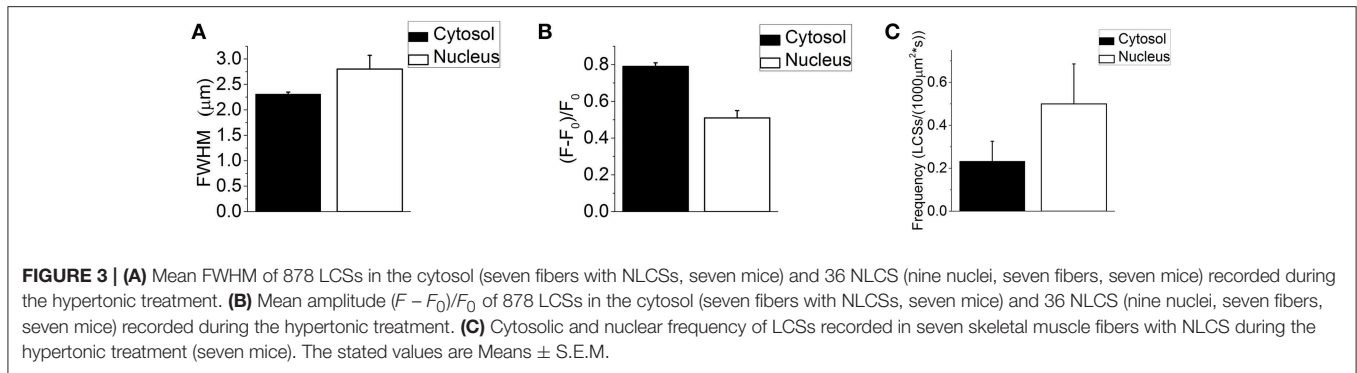 A
Cytosol
Nucleus
FWHM (μm)
3.0
2.5
2.0
1.5
1.0
0.5
0.0
B
Cytosol
Nucleus
(F-F₀)/F₀
0.8
0.6
0.4
0.2
0.0
C
Cytosol
Nucleus
Frequency (LCSs/(1000μm²*s))
0.6
0.4
0.2
0.0
FIGURE 3 | (A) Mean FWHM of 878 LCSs in the cytosol (seven fibers with NLCSs, seven mice) and 36 NLCS (nine nuclei, seven fibers, seven mice) recorded during
the hypertonic treatment. (B) Mean amplitude (F – F₀)/F₀ of 878 LCSs in the cytosol (seven fibers with NLCSs, seven mice) and 36 NLCS (nine nuclei, seven fibers,
seven mice) recorded during the hypertonic treatment. (C) Cytosolic and nuclear frequency of LCSs recorded in seven skeletal muscle fibers with NLCS during the
hypertonic treatment (seven mice). The stated values are Means ± S.E.M.